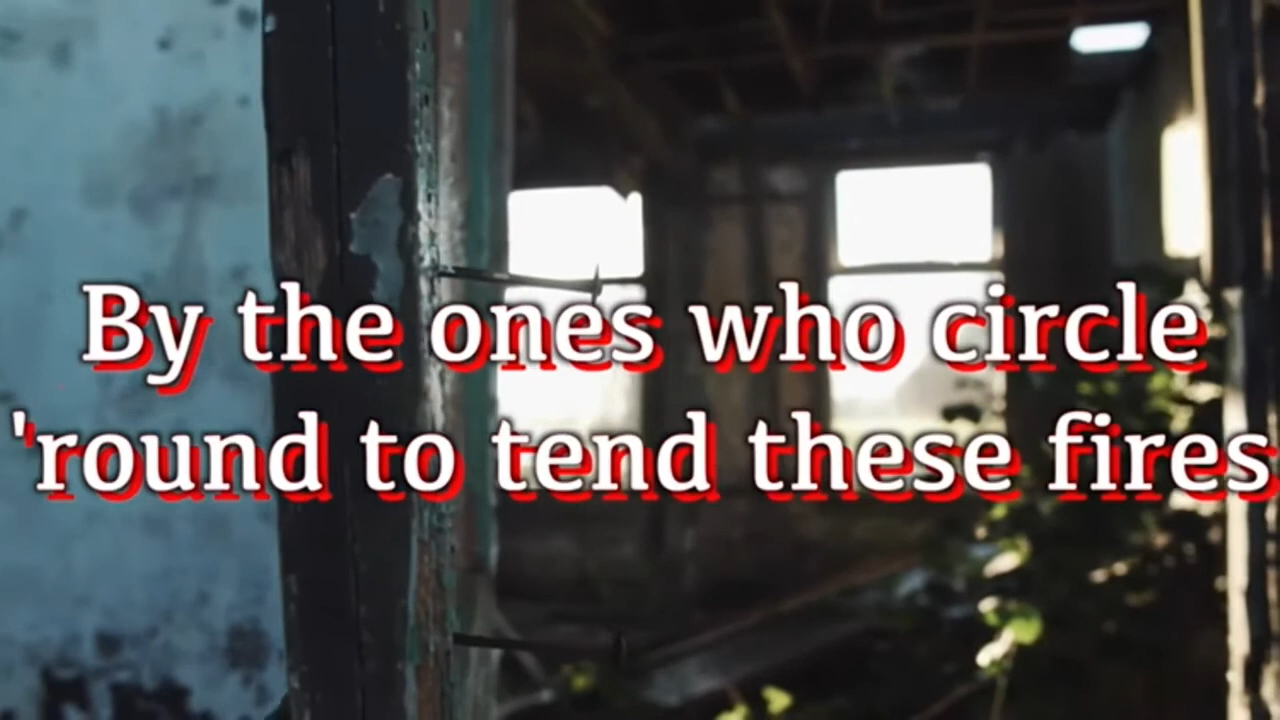 By the ones who circle
'round to tend these fires